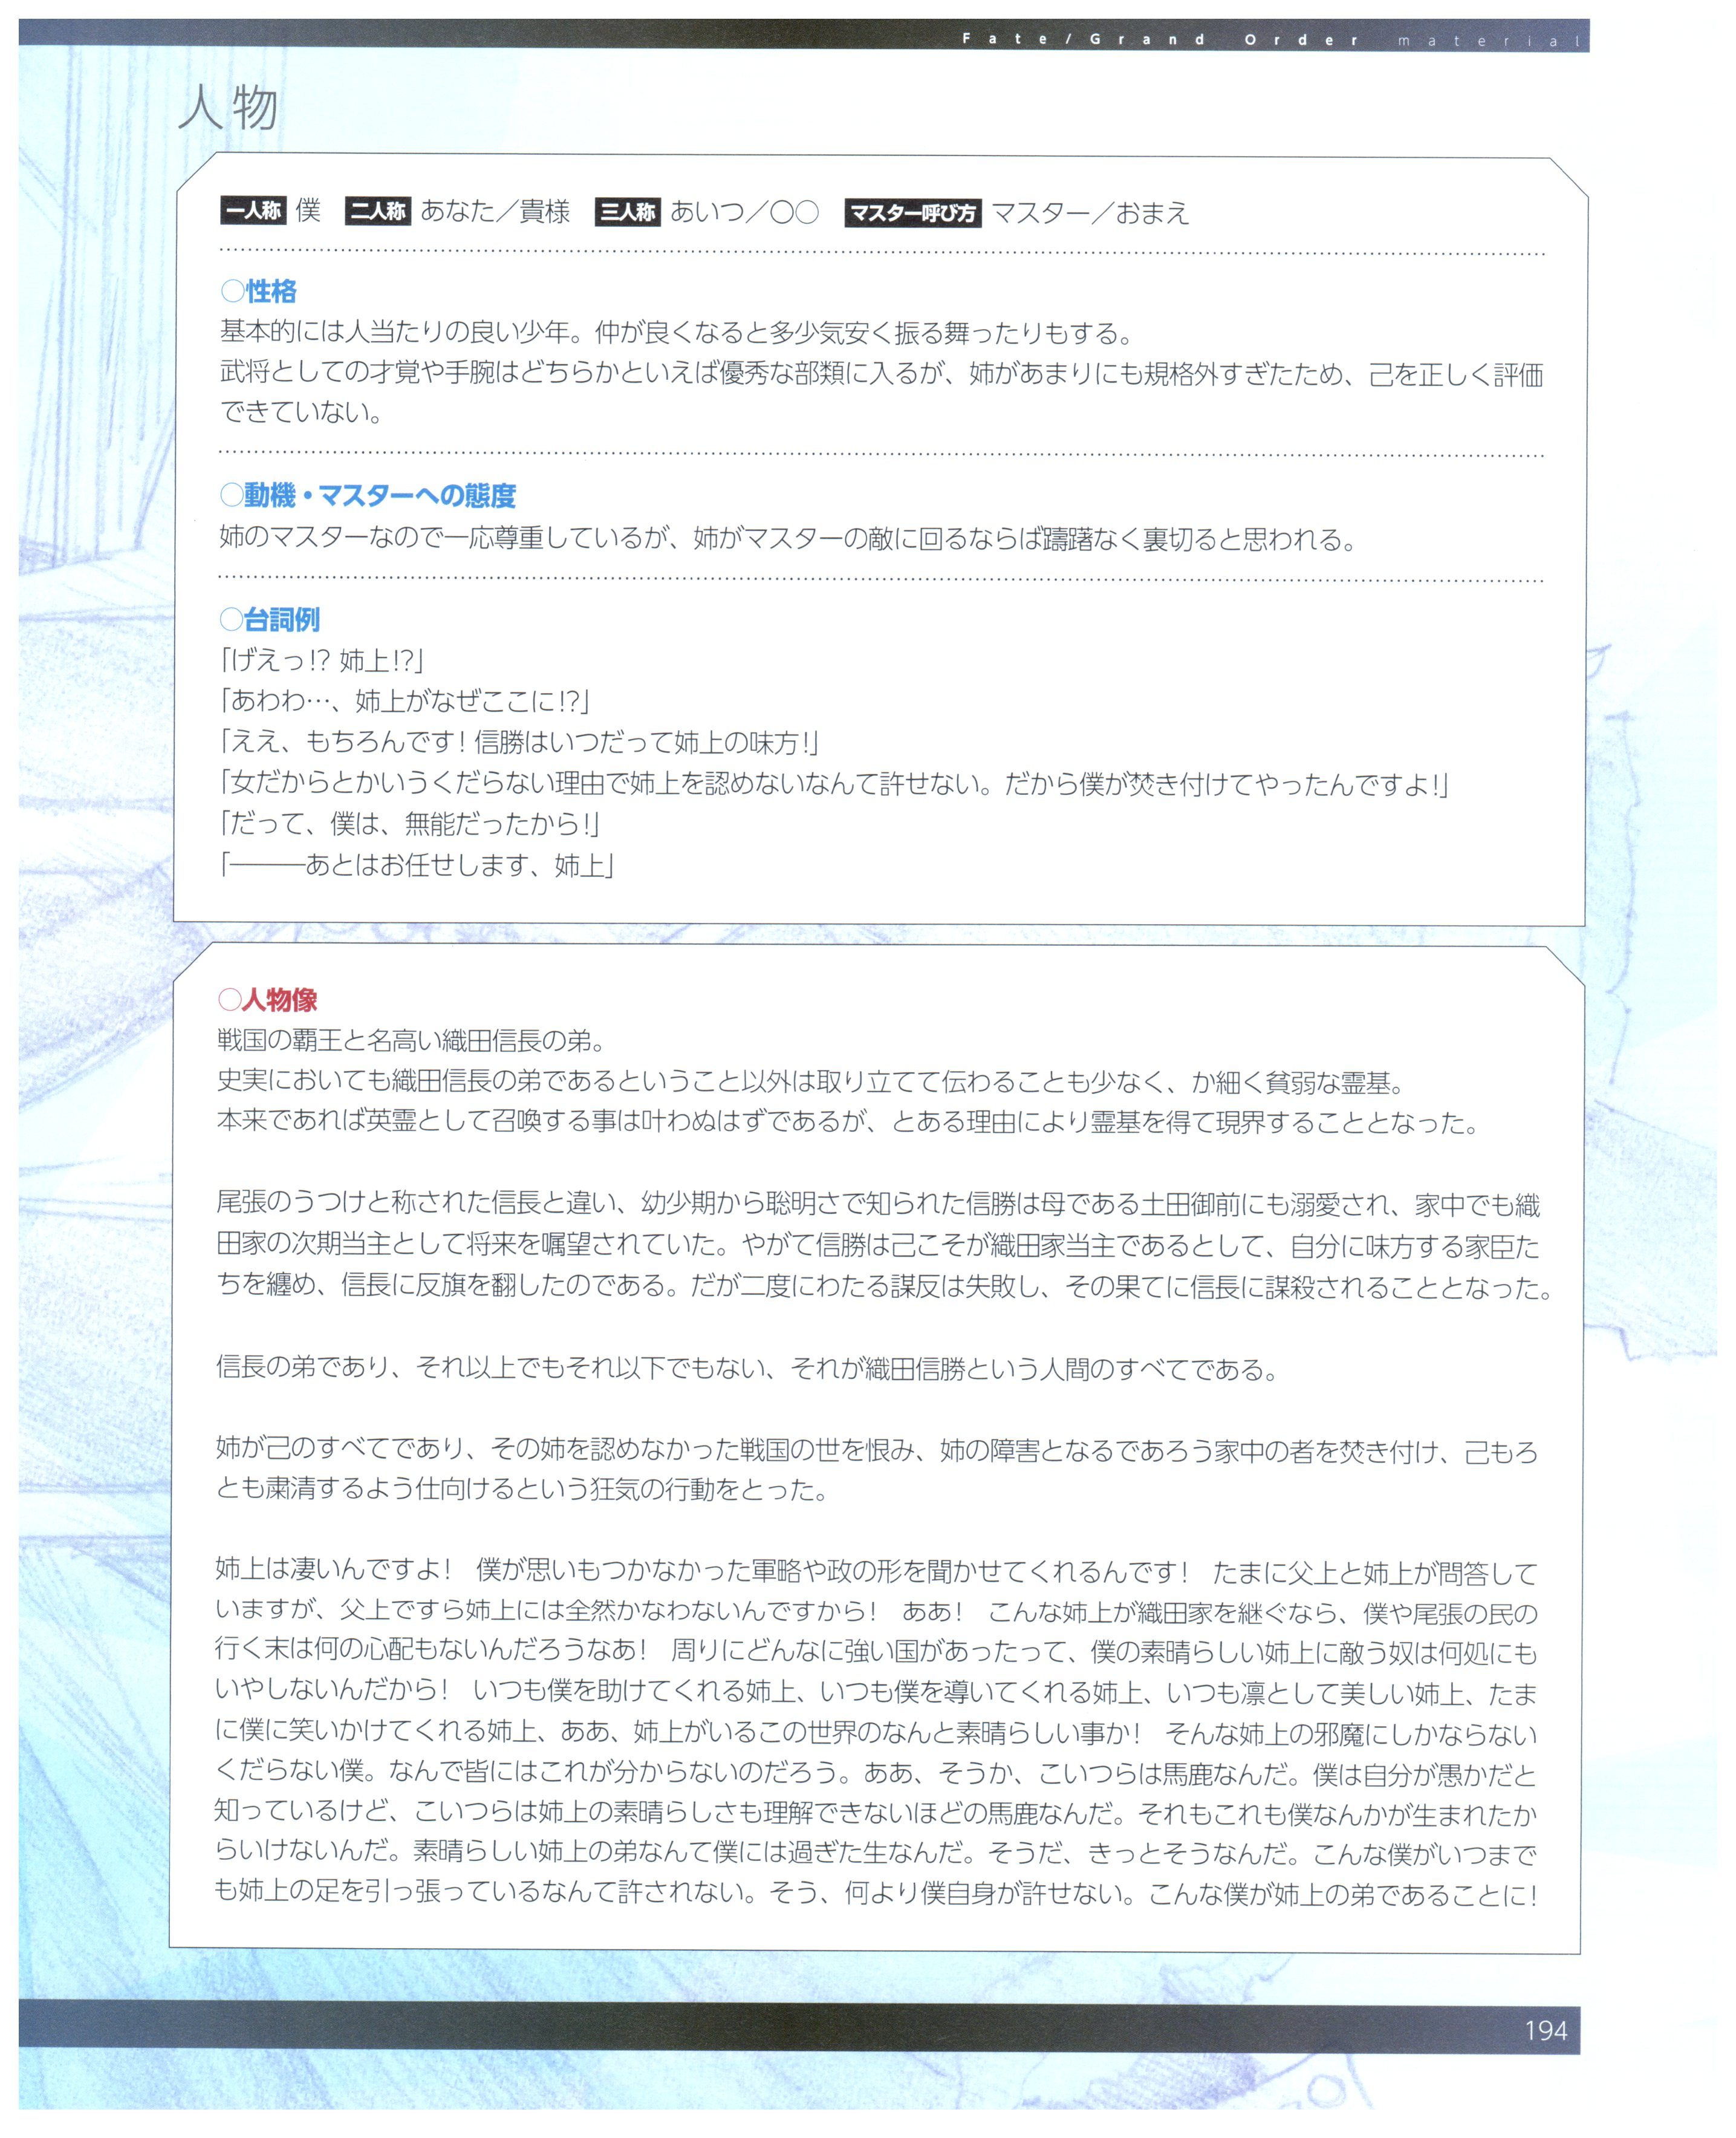 Fate/Grand Order material
人物
一人称 僕 二人称 あなた／貴様 三人称 あいつ／○○ マスター呼び方 マスター／おまえ
○性格
基本的には人当たりの良い少年。仲が良くなると多少気安く振る舞ったりもする。
武将としての才覚や手腕はどちらかといえば優秀な部類に入るが、姉があまりにも規格外すぎたため、己を正しく評価
できていない。
○動機・マスターへの態度
姉のマスターなので一応尊重しているが、姉がマスターの敵に回るならば躊躇なく裏切ると思われる。
○台詞例
「げえっ!? 姉上!?」
「あわわ…、姉上がなぜここに!?」
「ええ、もちろんです! 信勝はいつだって姉上の味方!」
「女だからとかいうくだらない理由で姉上を認めないなんて許せない。だから僕が焚き付けてやったんですよ!」
「だって、僕は、無能だったから!」
「―――あとはお任せします、姉上」
○人物像
戦国の覇王と名高い織田信長の弟。
史実においても織田信長の弟であるということ以外は取り立てて伝わることも少なく、か細く貧弱な霊基。
本来であれば英霊として召喚する事は叶わぬはずであるが、とある理由により霊基を得て現界することとなった。
尾張のうつけと称された信長と違い、幼少期から聡明さで知られた信勝は母である土田御前にも溺愛され、家中でも織
田家の次期当主として将来を嘱望されていた。やがて信勝は己こそが織田家当主であるとして、自分に味方する家臣た
ちを纏め、信長に反旗を翻したのである。だが二度にわたる謀反は失敗し、その果てに信長に謀殺されることとなった。
信長の弟であり、それ以上でもそれ以下でもない、それが織田信勝という人間のすべてである。
姉が己のすべてであり、その姉を認めなかった戦国の世を恨み、姉の障害となるであろう家中の者を焚き付け、己もろ
とも粛清するよう仕向けるという狂気の行動をとった。
姉上は凄いんですよ！　僕が思いもつかなかった軍略や政の形を聞かせてくれるんです！　たまに父上と姉上が問答して
いますが、父上ですら姉上には全然かなわないんですから！　ああ！　こんな姉上が織田家を継ぐなら、僕や尾張の民の
行く末は何の心配もないんだろうなあ！　周りにどんなに強い国があったって、僕の素晴らしい姉上に敵う奴は何処にも
いやしないんだから！　いつも僕を助けてくれる姉上、いつも僕を導いてくれる姉上、いつも凛として美しい姉上、たま
に僕に笑いかけてくれる姉上、ああ、姉上がいるこの世界のなんと素晴らしい事か！　そんな姉上の邪魔にしかならない
くだらない僕。なんで皆にはこれが分からないのだろう。ああ、そうか、こいつらは馬鹿なんだ。僕は自分が愚かだと
知っているけど、こいつらは姉上の素晴らしさも理解できないほどの馬鹿なんだ。それもこれも僕なんかが生まれたか
らいけないんだ。素晴らしい姉上の弟なんて僕には過ぎた生なんだ。そうだ、きっとそうなんだ。こんな僕がいつまで
も姉上の足を引っ張っているなんて許されない。そう、何より僕自身が許せない。こんな僕が姉上の弟であることに！
194